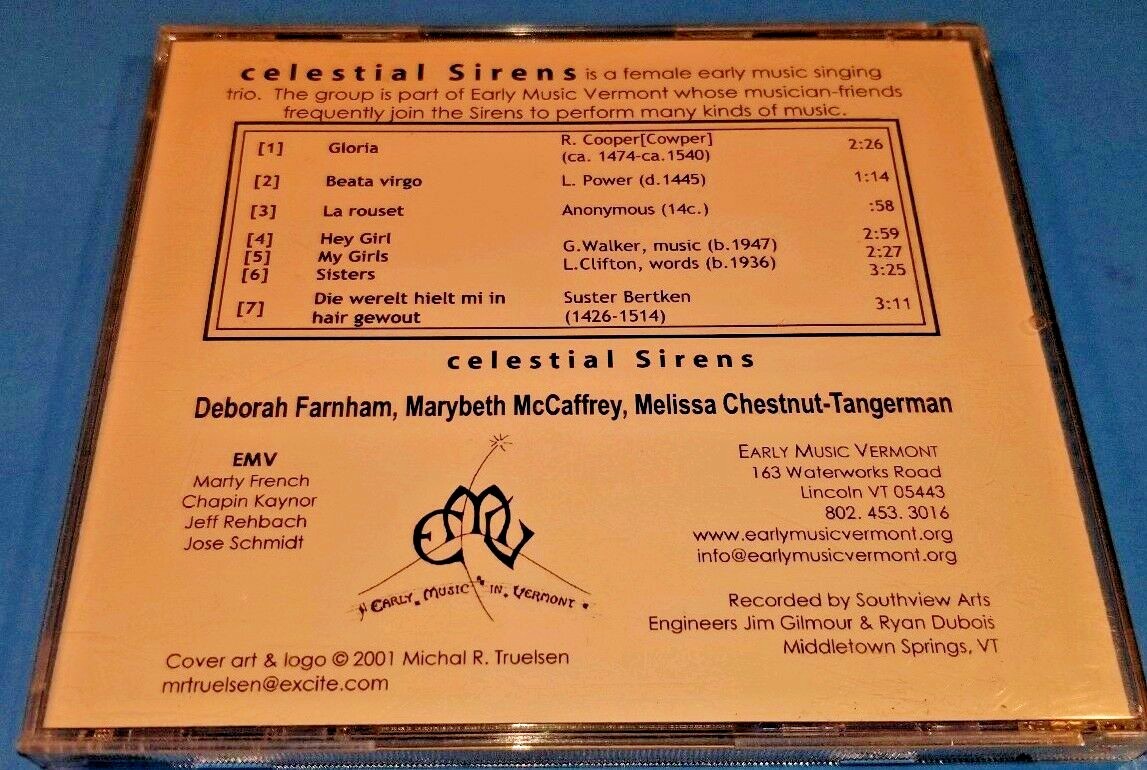 celestial Sirens is a female early music singing
trio. The group is part of Early Music Vermont whose musician-friends
frequently join the Sirens to perform many kinds of music.
[1] Gloria R. Cooper[Cowper] 2:26
(ca. 1474-ca.1540)
[2] Beata virgo L. Power (d.1445) 1:14
[3] La rouset Anonymous (14c.) :58
[4] Hey Girl G.Walker, music (b.1947) 2:59
[5] My Girls L.Clifton, words (b.1936) 2:27
[6] Sisters 3:25
[7] Die werelt hielt mi in Suster Bertken 3:11
hair gewout (1426-1514)
celestial Sirens
Deborah Farnham, Marybeth McCaffrey, Melissa Chestnut-Tangerman
EMV
Marty French
Chapin Kaynor
Jeff Rehbach
Jose Schmidt
EMV
EARLY MUSIC IN VERMONT
EARLY MUSIC VERMONT
163 Waterworks Road
Lincoln VT 05443
802. 453. 3016
www.earlymusicvermont.org
info@earlymusicvermont.org
Recorded by Southview Arts
Engineers Jim Gilmour & Ryan Dubois
Middletown Springs, VT
Cover art & logo © 2001 Michal R. Truelsen
mrtruelsen@excite.com